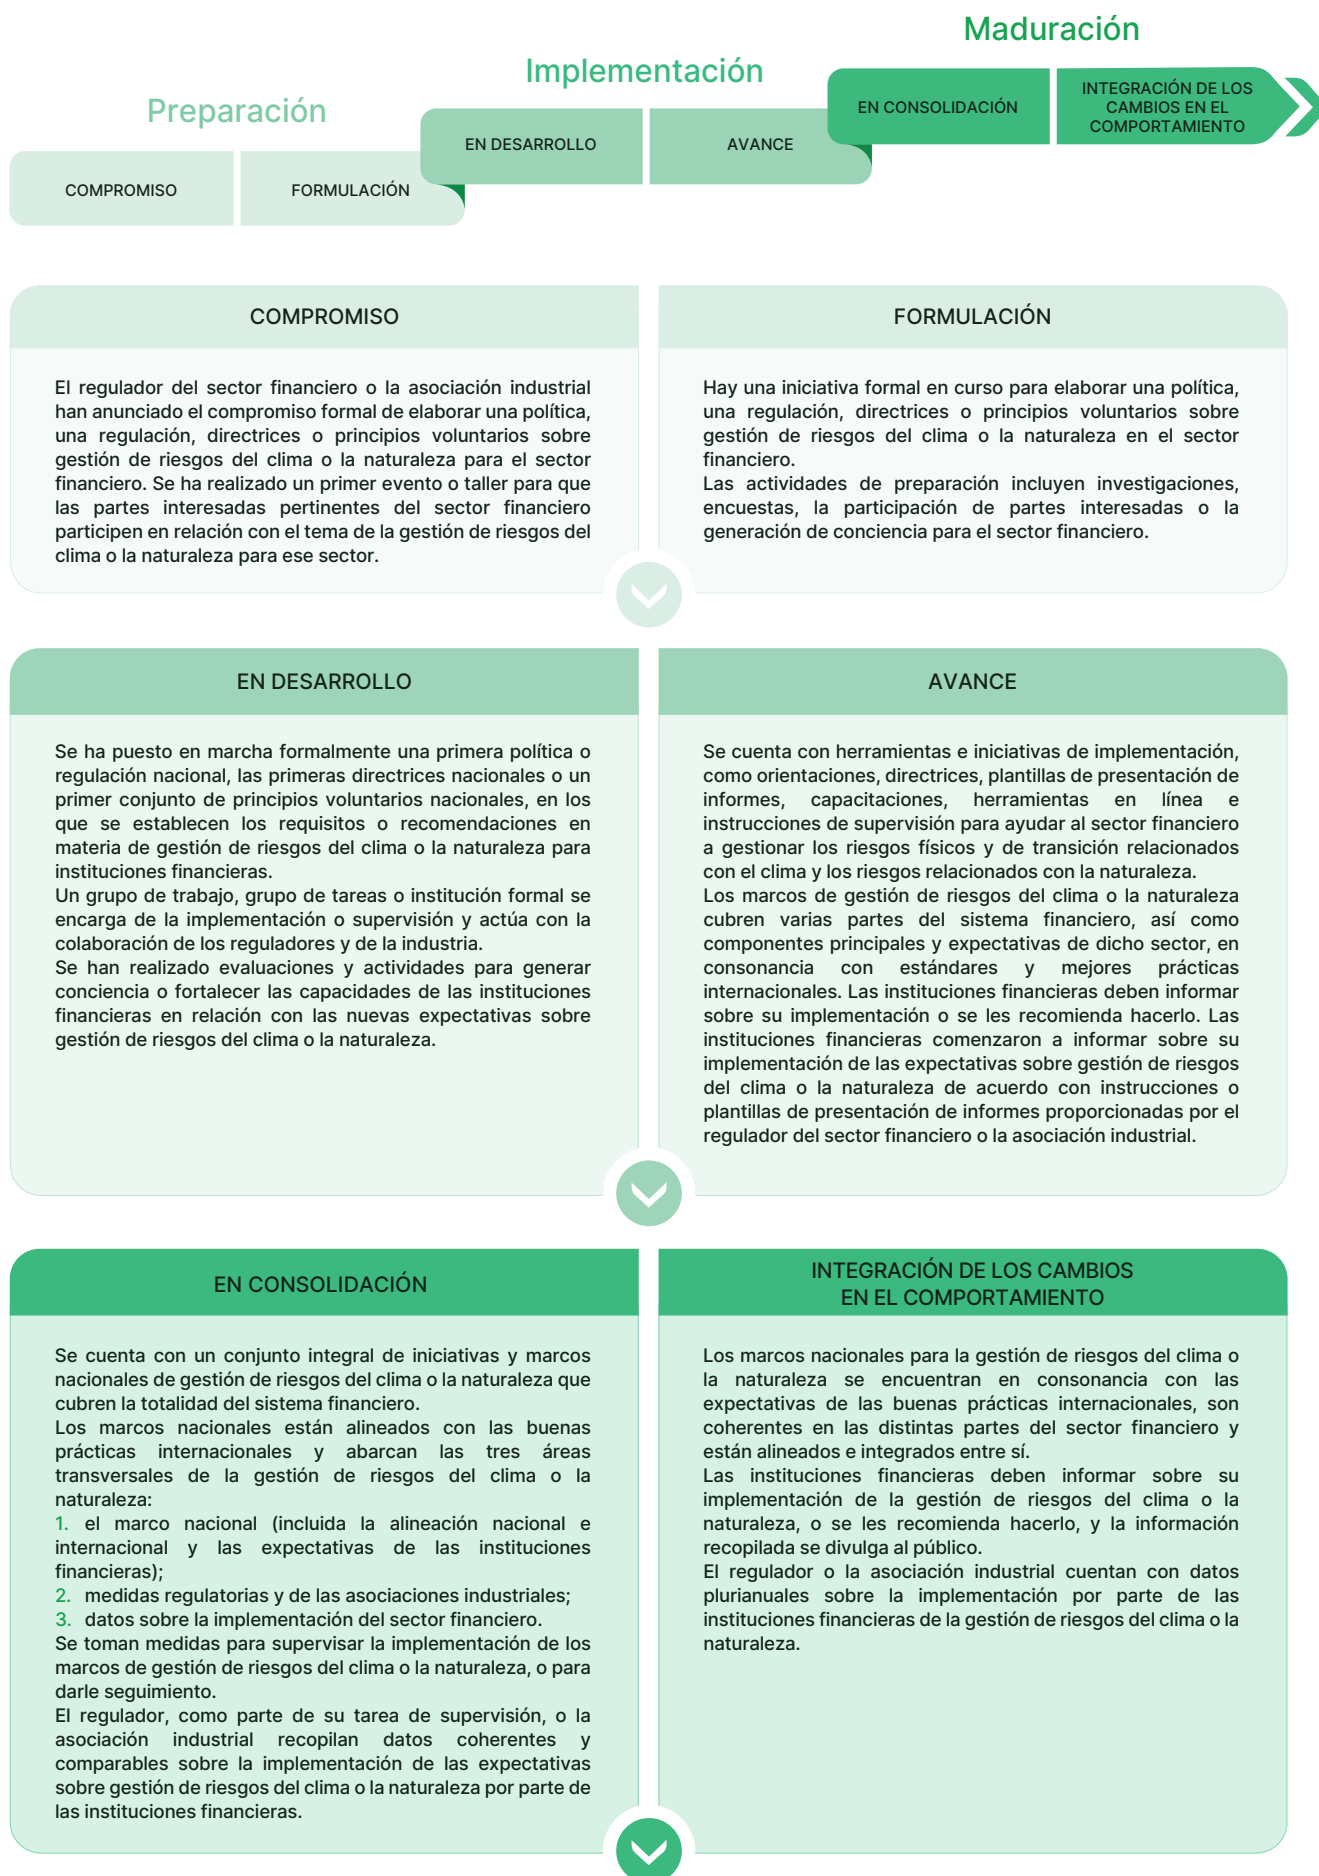 Maduración
Implementación
Preparación
EN CONSOLIDACIÓN
INTEGRACIÓN DE LOS
CAMBIOS EN EL
COMPORTAMIENTO
EN DESARROLLO
AVANCE
COMPROMISO
FORMULACIÓN
COMPROMISO
El regulador del sector financiero o la asociación industrial
han anunciado el compromiso formal de elaborar una política,
una regulación, directrices o principios voluntarios sobre
gestión de riesgos del clima o la naturaleza para el sector
financiero. Se ha realizado un primer evento o taller para que
las partes interesadas pertinentes del sector financiero
participen en relación con el tema de la gestión de riesgos del
clima o la naturaleza para ese sector.
FORMULACIÓN
Hay una iniciativa formal en curso para elaborar una política,
una regulación, directrices o principios voluntarios sobre
gestión de riesgos del clima o la naturaleza en el sector
financiero.
Las actividades de preparación incluyen investigaciones,
encuestas, la participación de partes interesadas o la
generación de conciencia para el sector financiero.
EN DESARROLLO
Se ha puesto en marcha formalmente una primera política o
regulación nacional, las primeras directrices nacionales o un
primer conjunto de principios voluntarios nacionales, en los
que se establecen los requisitos o recomendaciones en
materia de gestión de riesgos del clima o la naturaleza para
instituciones financieras.
Un grupo de trabajo, grupo de tareas o institución formal se
encarga de la implementación o supervisión y actúa con la
colaboración de los reguladores y de la industria.
Se han realizado evaluaciones y actividades para generar
conciencia o fortalecer las capacidades de las instituciones
financieras en relación con las nuevas expectativas sobre
gestión de riesgos del clima o la naturaleza.
AVANCE
Se cuenta con herramientas e iniciativas de implementación,
como orientaciones, directrices, plantillas de presentación de
informes, capacitaciones, herramientas en línea e
instrucciones de supervisión para ayudar al sector financiero
a gestionar los riesgos físicos y de transición relacionados
con el clima y los riesgos relacionados con la naturaleza.
Los marcos de gestión de riesgos del clima o la naturaleza
cubren varias partes del sistema financiero, así como
componentes principales y expectativas de dicho sector, en
consonancia con estándares y mejores prácticas
internacionales. Las instituciones financieras deben informar
sobre su implementación o se les recomienda hacerlo. Las
instituciones financieras comenzaron a informar sobre su
implementación de las expectativas sobre gestión de riesgos
del clima o la naturaleza de acuerdo con instrucciones o
plantillas de presentación de informes proporcionadas por el
regulador del sector financiero o la asociación industrial.
EN CONSOLIDACIÓN
Se cuenta con un conjunto integral de iniciativas y marcos
nacionales de gestión de riesgos del clima o la naturaleza que
cubren la totalidad del sistema financiero.
Los marcos nacionales están alineados con las buenas
prácticas internacionales y abarcan las tres áreas
transversales de la gestión de riesgos del clima o la
naturaleza:
1. el marco nacional (incluida la alineación nacional e
internacional y las expectativas de las instituciones
financieras);
2. medidas regulatorias y de las asociaciones industriales;
3. datos sobre la implementación del sector financiero.
Se toman medidas para supervisar la implementación de los
marcos de gestión de riesgos del clima o la naturaleza, o para
darle seguimiento.
El regulador, como parte de su tarea de supervisión, o la
asociación industrial recopilan datos coherentes y
comparables sobre la implementación de las expectativas
sobre gestión de riesgos del clima o la naturaleza por parte de
las instituciones financieras.
INTEGRACIÓN DE LOS CAMBIOS
EN EL COMPORTAMIENTO
Los marcos nacionales para la gestión de riesgos del clima o
la naturaleza se encuentran en consonancia con las
expectativas de las buenas prácticas internacionales, son
coherentes en las distintas partes del sector financiero y
están alineados e integrados entre sí.
Las instituciones financieras deben informar sobre su
implementación de la gestión de riesgos del clima o la
naturaleza, o se les recomienda hacerlo, y la información
recopilada se divulga al público.
El regulador o la asociación industrial cuentan con datos
plurianuales sobre la implementación por parte de las
instituciones financieras de la gestión de riesgos del clima o la
naturaleza.